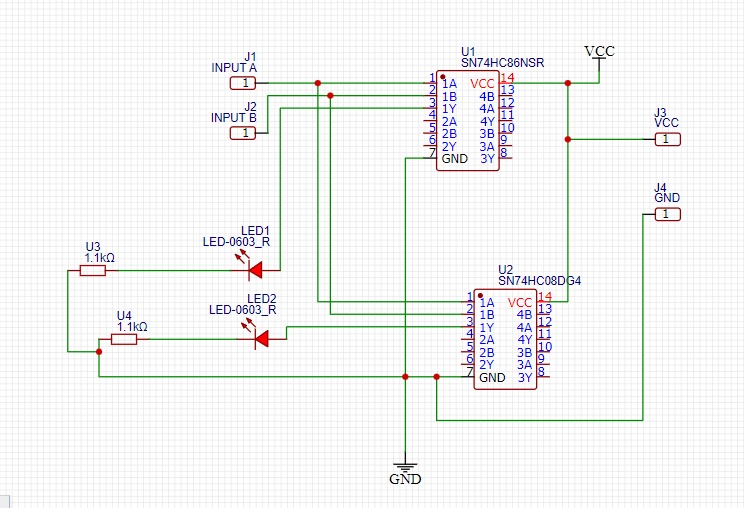 U1
SN74HC86NSR
VCC
J1
INPUT A
1
J2
INPUT B
1
1 1A VCC 14
2 1B 4B 13
3 1Y 4A 12
4 2A 4Y 11
5 2B 3B 10
6 2Y 3A 9
7 GND 3Y 8
J3
VCC
1
J4
GND
1
LED1
LED-0603_R
U3
1.1kΩ
LED2
LED-0603_R
U4
1.1kΩ
U2
SN74HC08DG4
1 1A VCC 14
2 1B 4B 13
3 1Y 4A 12
4 2A 4Y 11
5 2B 3B 10
6 2Y 3A 9
7 GND 3Y 8
GND